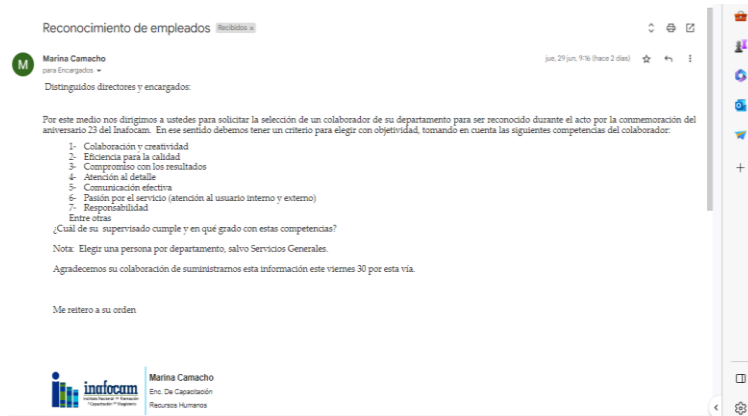 Reconocimiento de empleados Recibidos x
M
Marina Camacho
jue, 29 jun, 9:16 (hace 2 días)
para Encargados
Distinguidos directores y encargados:
Por este medio nos dirigimos a ustedes para solicitar la selección de un colaborador de su departamento para ser reconocido durante el acto por la conmemoración del
aniversario 23 del Inafocam. En ese sentido debemos tener un criterio para elegir con objetividad, tomando en cuenta las siguientes competencias del colaborador:
1- Colaboración y creatividad
2- Eficiencia para la calidad
3- Compromiso con los resultados
4- Atención al detalle
5- Comunicación efectiva
6- Pasión por el servicio (atención al usuario interno y externo)
7- Responsabilidad
Entre otras
¿Cuál de su supervisado cumple y en qué grado con estas competencias?
Nota: Elegir una persona por departamento, salvo Servicios Generales.
Agradecemos su colaboración de suministrarnos esta información este viernes 30 por esta vía.
Me reitero a su orden
inafocam
Marina Camacho
Enc. De Capacitación
Recursos Humanos